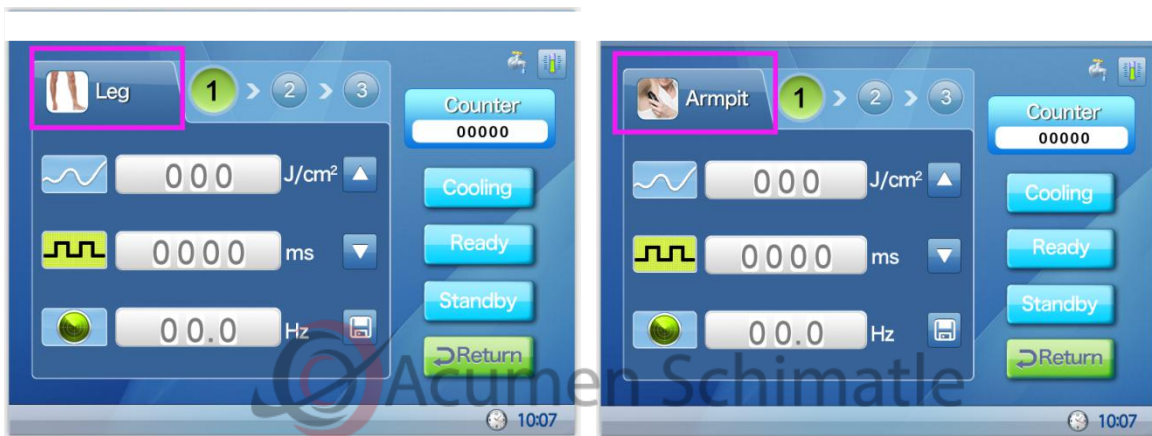 Leg
1 > 2 > 3
Counter
00000
000 J/cm²
Cooling
0000 ms
Ready
00.0 Hz
Standby
Return
10:07
Armpit
1 > 2 > 3
Counter
00000
000 J/cm²
Cooling
0000 ms
Ready
00.0 Hz
Standby
Return
10:07
Acumen Schimatle